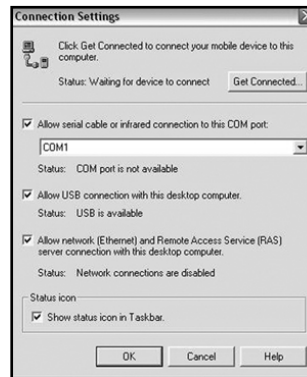 Connection Settings
Click Get Connected to connect your mobile device to this
computer.
Status: Waiting for device to connect
Get Connected...
Allow serial cable or infrared connection to this COM port:
COM1
Status: COM port is not available
Allow USB connection with this desktop computer.
Status: USB is available
Allow network (Ethernet) and Remote Access Service (RAS)
server connection with this desktop computer.
Status: Network connections are disabled
Status icon
Show status icon in Taskbar.
OK Cancel Help